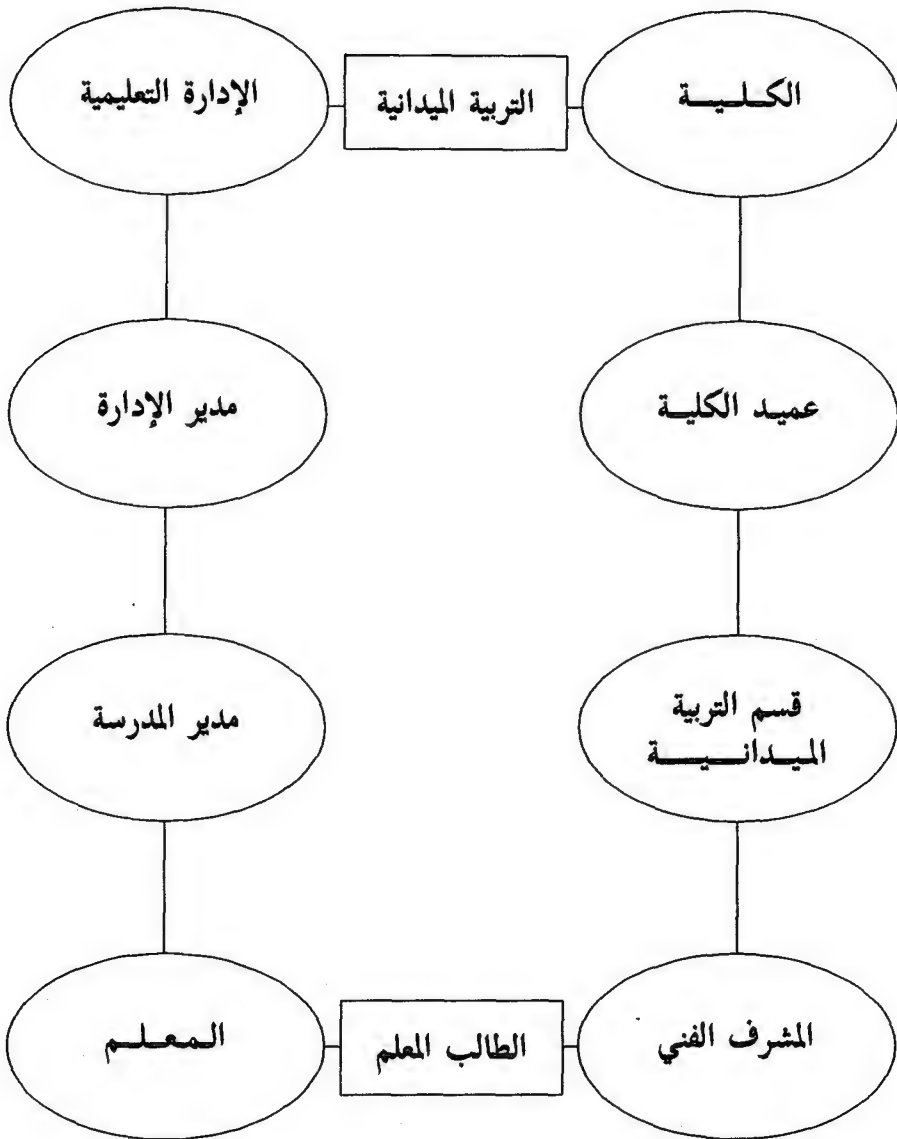 الكلية
التربية الميدانية
الإدارة التعليمية
عميد الكلية
مدير الإدارة
قسم التربية
الميدانية
مدير المدرسة
المشرف الفني
الطالب المعلم
المعلم